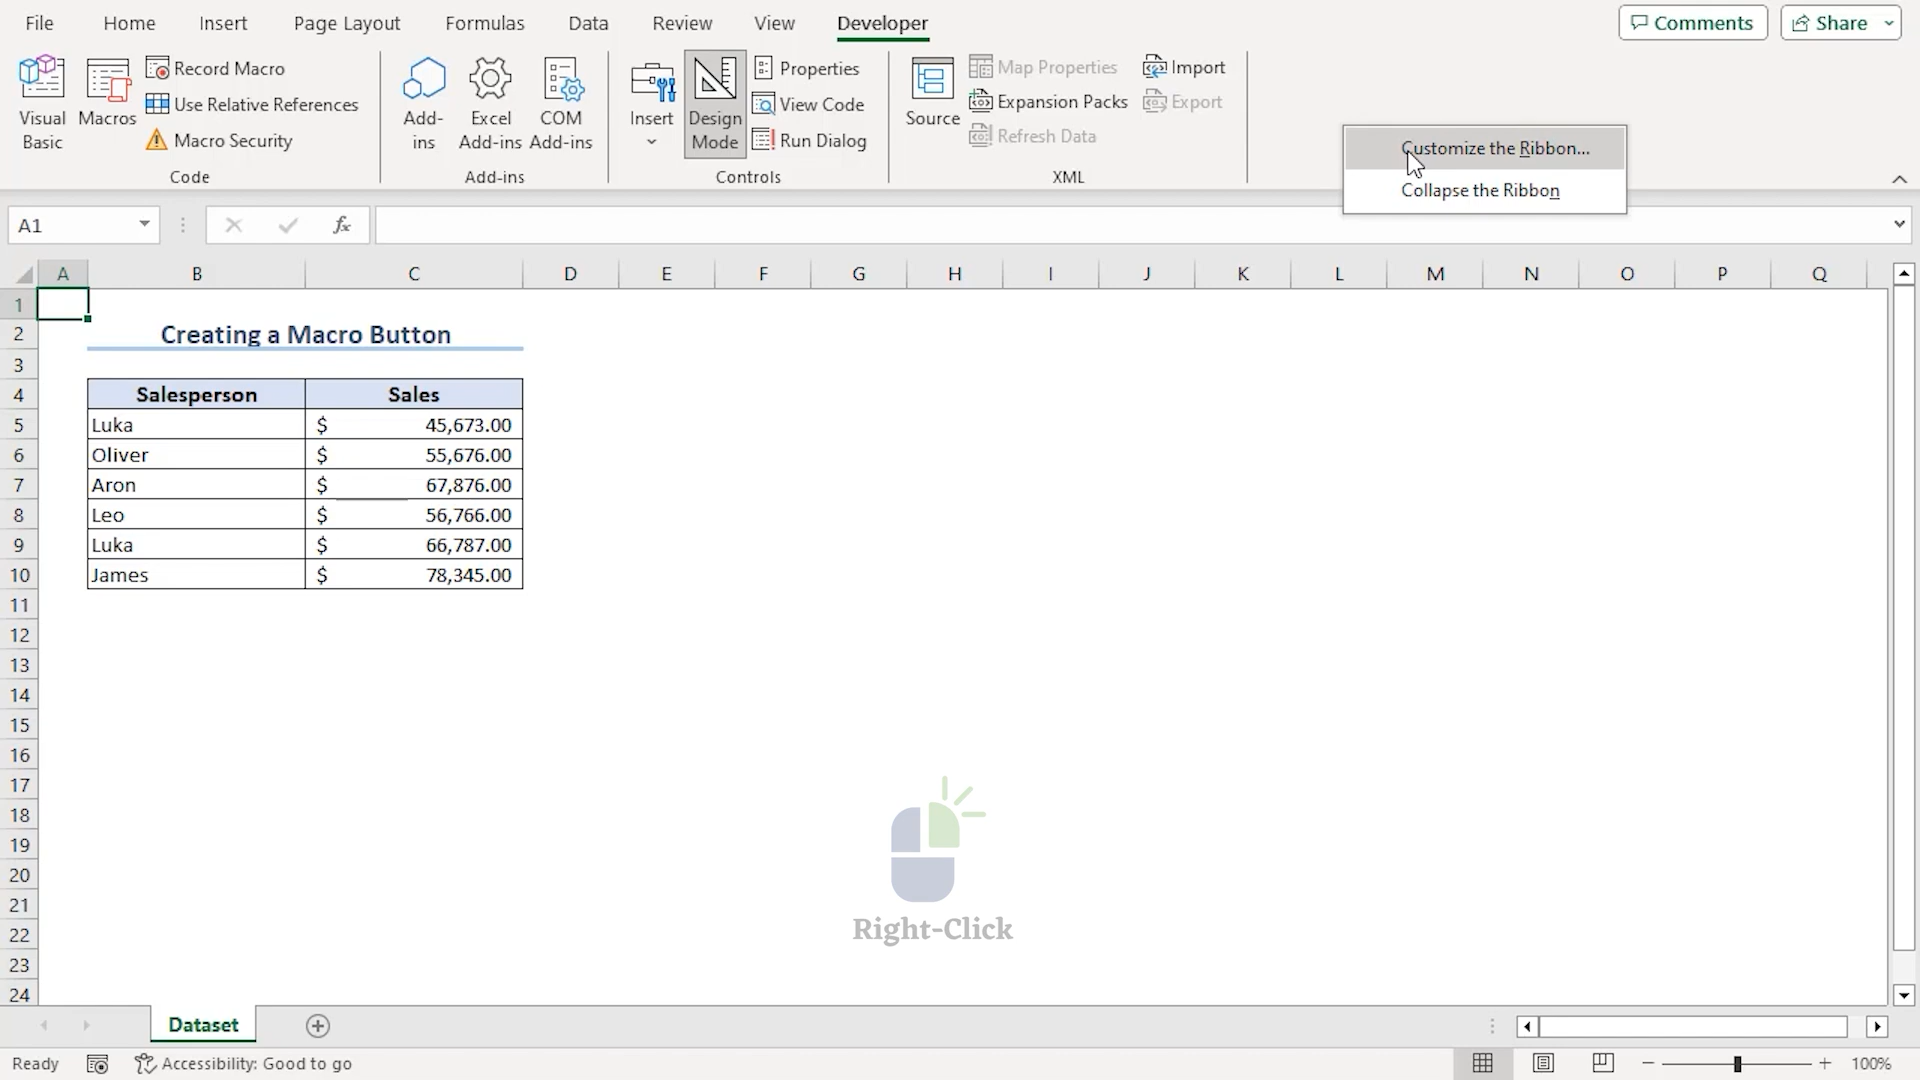 File Home Insert Page Layout Formulas Data Review View Developer Comments Share
Visual Basic
Macros
Record Macro
Use Relative References
Macro Security
Code
Add-ins
Excel Add-ins
COM Add-ins
Add-ins
Insert
Design Mode
Properties
View Code
Run Dialog
Controls
Source
Map Properties
Expansion Packs
Refresh Data
Import
Export
XML
Customize the Ribbon...
Collapse the Ribbon
A1 fx
A B C D E F G H I J K L M N O P Q
1
2 Creating a Macro Button
3
4 Salesperson Sales
5 Luka $ 45,673.00
6 Oliver $ 55,676.00
7 Aron $ 67,876.00
8 Leo $ 56,766.00
9 Luka $ 66,787.00
10 James $ 78,345.00
11
12
13
14
15
16
17
18
19
20
21
22
23
24
Right-Click
Dataset
Ready Accessibility: Good to go 100%